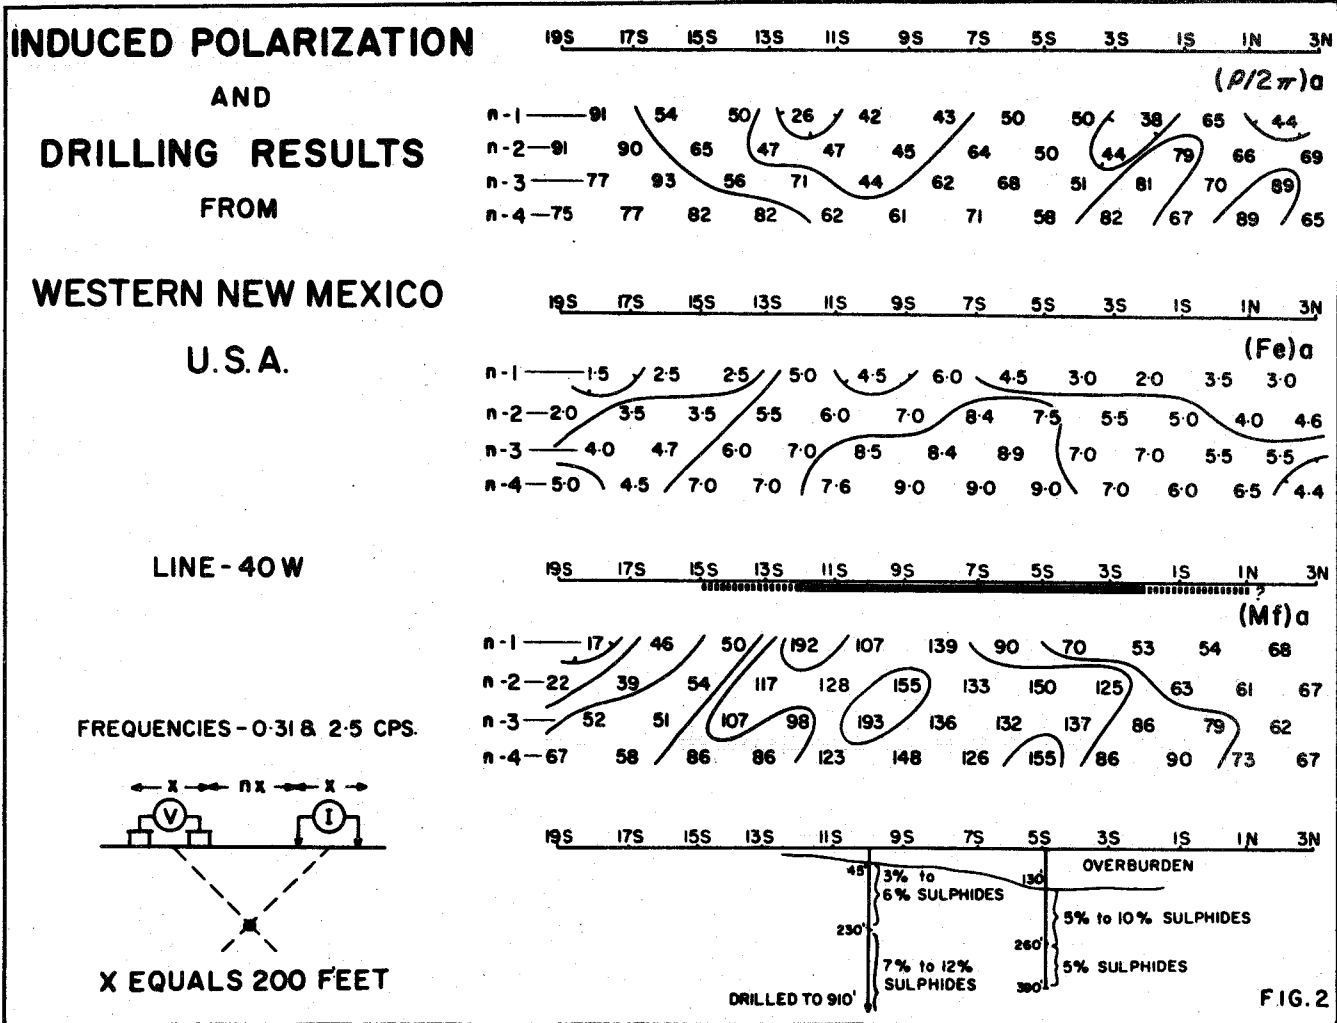 INDUCED POLARIZATION
AND
DRILLING RESULTS
FROM
WESTERN NEW MEXICO
U.S.A.
LINE-40W
FREQUENCIES-0·31 & 2·5 CPS.
x nx x
V I
X EQUALS 200 FEET
19S 17S 15S 13S 11S 9S 7S 5S 3S 1S 1N 3N
(ρ/2π)a
n-1 91 54 50 26 42 43 50 50 38 65 44
n-2 91 90 65 47 47 45 64 50 44 79 66 69
n-3 77 93 56 71 44 62 68 51 81 70 89
n-4 75 77 82 82 62 61 71 58 82 67 89 65
19S 17S 15S 13S 11S 9S 7S 5S 3S 1S 1N 3N
(Fe)a
n-1 1·5 2·5 2·5 5·0 4·5 6·0 4·5 3·0 2·0 3·5 3·0
n-2 2·0 3·5 3·5 5·5 6·0 7·0 8·4 7·5 5·5 5·0 4·0 4·6
n-3 4·0 4·7 6·0 7·0 8·5 8·4 8·9 7·0 7·0 5·5 5·5
n-4 5·0 4·5 7·0 7·0 7·6 9·0 9·0 9·0 7·0 6·0 6·5 4·4
19S 17S 15S 13S 11S 9S 7S 5S 3S 1S 1N 3N
?
(Mf)a
n-1 17 46 50 192 107 139 90 70 53 54 68
n-2 22 39 54 117 128 155 133 150 125 63 61 67
n-3 52 51 107 98 193 136 132 137 86 79 62
n-4 67 58 86 86 123 148 126 155 86 90 73 67
19S 17S 15S 13S 11S 9S 7S 5S 3S 1S 1N 3N
OVERBURDEN
45' 3% to 130'
6% SULPHIDES
5% to 10% SULPHIDES
230' 260'
7% to 12% 5% SULPHIDES
SULPHIDES 390'
DRILLED TO 910'
FIG. 2